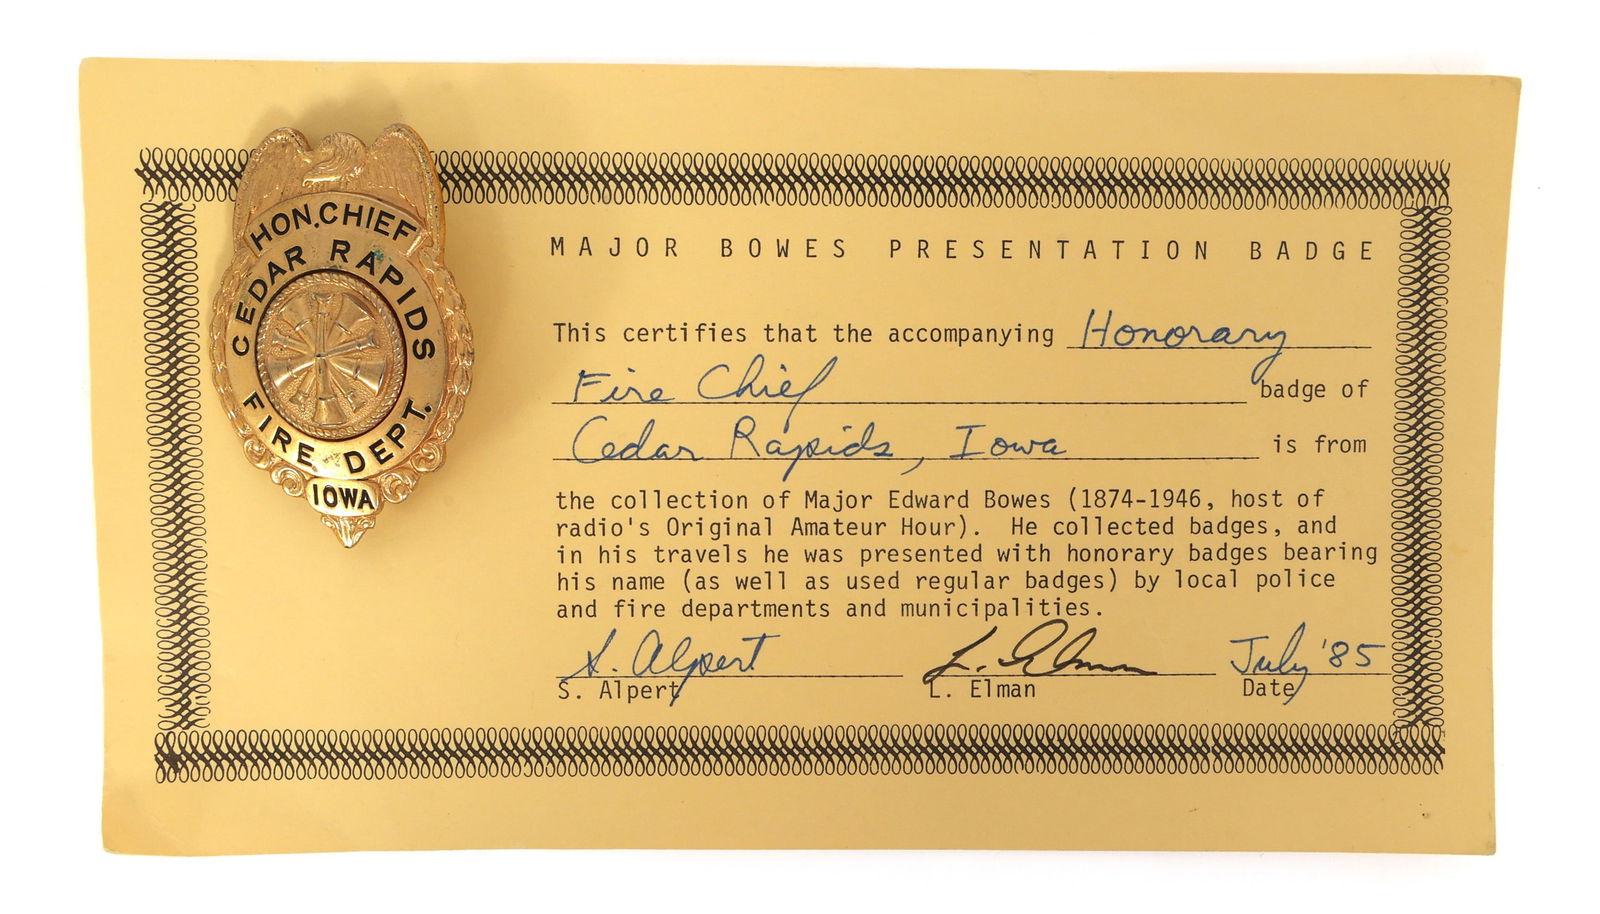 HON. CHIEF
CEDAR RAPIDS
FIRE DEPT.
IOWA
MAJOR BOWES PRESENTATION BADGE
This certifies that the accompanying Honorary
Fire Chief badge of
Cedar Rapids, Iowa is from
the collection of Major Edward Bowes (1874-1946, host of
radio's Original Amateur Hour). He collected badges, and
in his travels he was presented with honorary badges bearing
his name (as well as used regular badges) by local police
and fire departments and municipalities.
S. Alpert L. Elman July '85
S. Alpert L. Elman Date